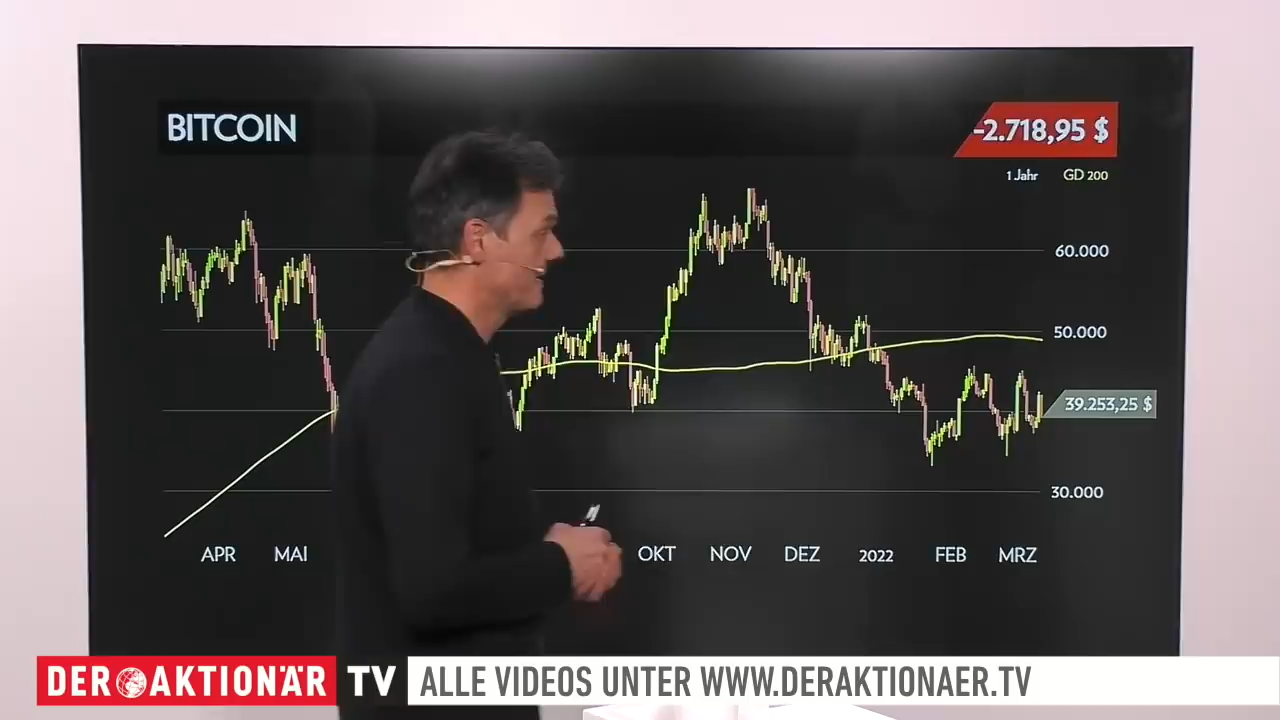 BITCOIN
-2.718,95 $
1 Jahr GD 200
60.000
50.000
39.253,25 $
30.000
APR MAI OKT NOV DEZ 2022 FEB MRZ
DER AKTIONÄR TV ALLE VIDEOS UNTER WWW.DERAKTIONAER.TV